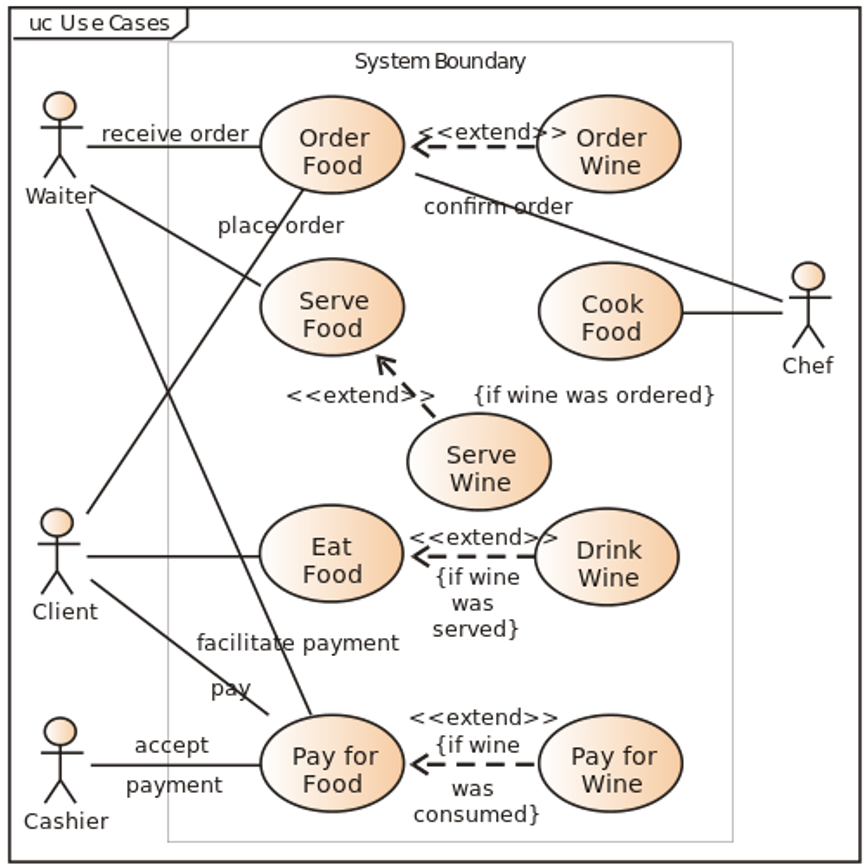 uc Use Cases
System Boundary
receive order
Order
Food
<<extend>>
Order
Wine
Waiter
place order
confirm order
Serve
Food
Cook
Food
Chef
<<extend>>
{if wine was ordered}
Serve
Wine
Client
Eat
Food
<<extend>>
{if wine
was
served}
Drink
Wine
facilitate payment
pay
Cashier
accept
payment
Pay for
Food
<<extend>>
{if wine
was
consumed}
Pay for
Wine